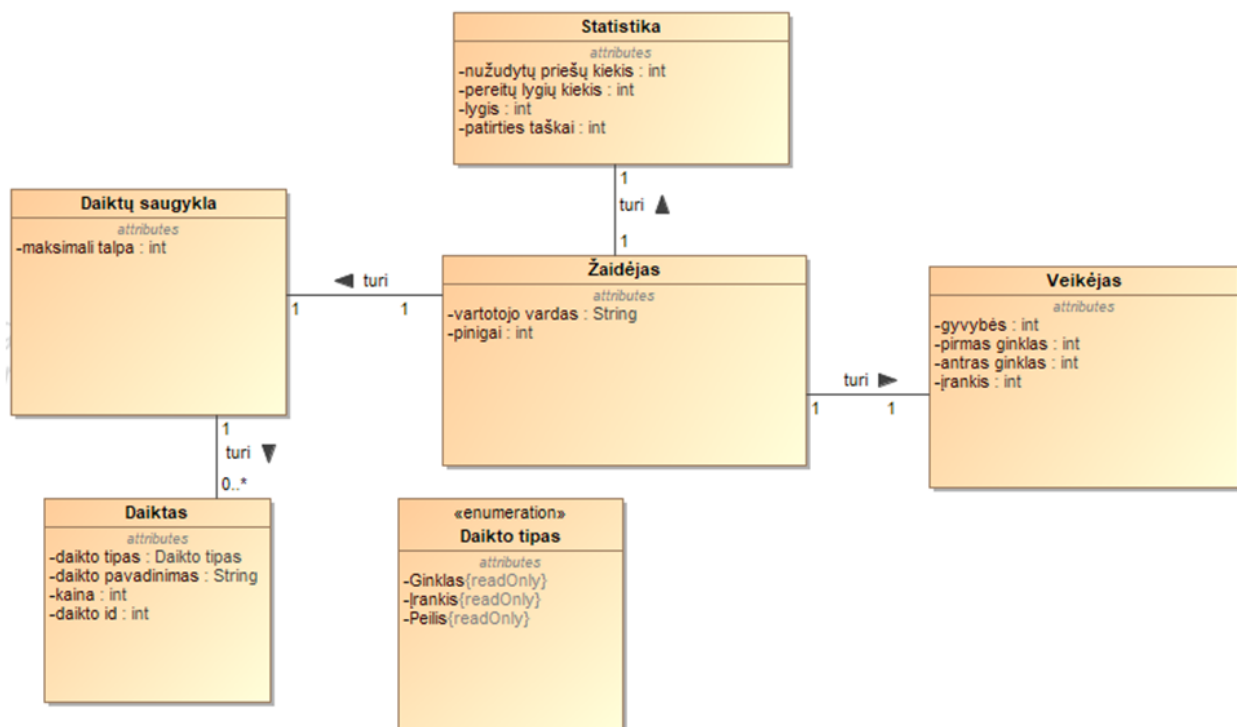 Statistika
attributes
-nužudytų priešų kiekis : int
-pereitų lygių kiekis : int
-lygis : int
-patirties taškai : int
1
turi
1
Daiktų saugykla
attributes
-maksimali talpa : int
turi
1
1
Žaidėjas
attributes
-vartotojo vardas : String
-pinigai : int
turi
1
1
Veikėjas
attributes
-gyvybės : int
-pirmas ginklas : int
-antras ginklas : int
-įrankis : int
1
turi
0..*
Daiktas
attributes
-daikto tipas : Daikto tipas
-daikto pavadinimas : String
-kaina : int
-daikto id : int
«enumeration»
Daikto tipas
attributes
-Ginklas{readOnly}
-Įrankis{readOnly}
-Peilis{readOnly}